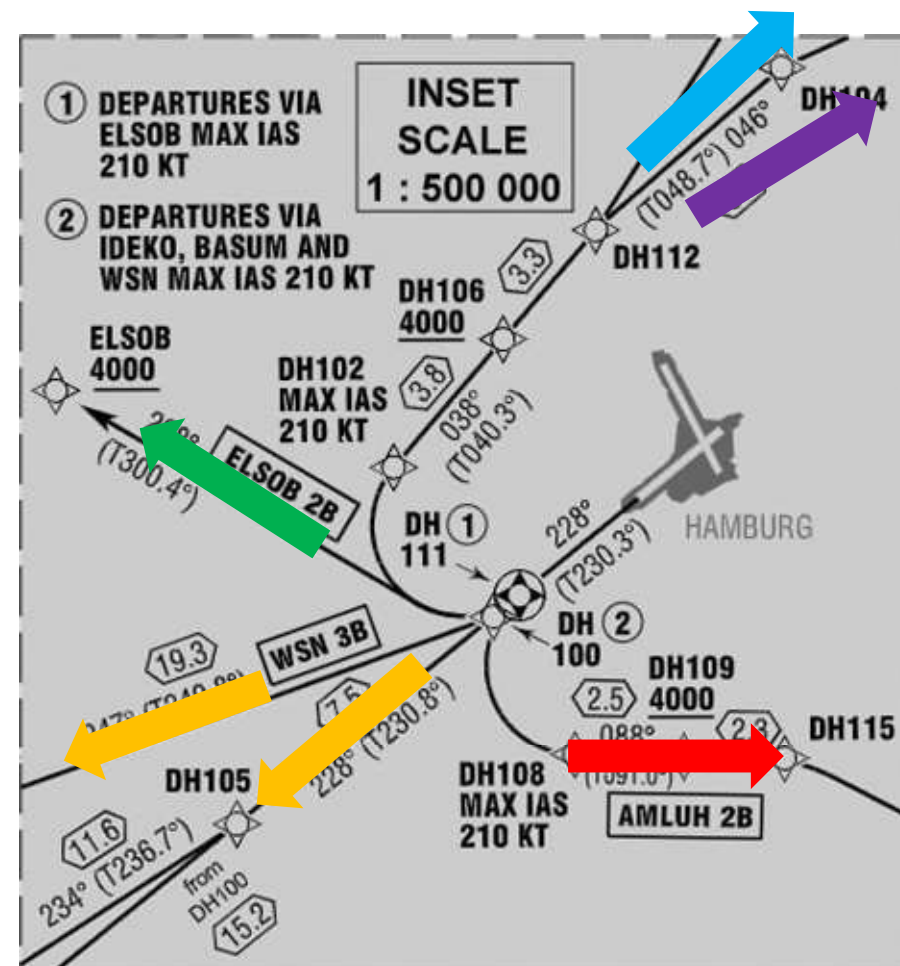 ① DEPARTURES VIA
ELSOB MAX IAS
210 KT
② DEPARTURES VIA
IDEKO, BASUM AND
WSN MAX IAS 210 KT
INSET
SCALE
1 : 500 000
DH104
(T048.7°) 046°
DH112
3.3
DH106
4000
ELSOB
4000
DH102
MAX IAS
210 KT
3.8
038°
(T040.3°)
(T300.4°)
ELSOB 2B
HAMBURG
228°
(T230.3°)
DH ①
111
DH ②
100
19.3
WSN 3B
7.5
228° (T230.8°)
2.5
DH109
4000
2.3
088°
DH115
DH105
DH108
MAX IAS
210 KT
AMLUH 2B
11.6
234° (T236.7°)
from
DH100
15.2